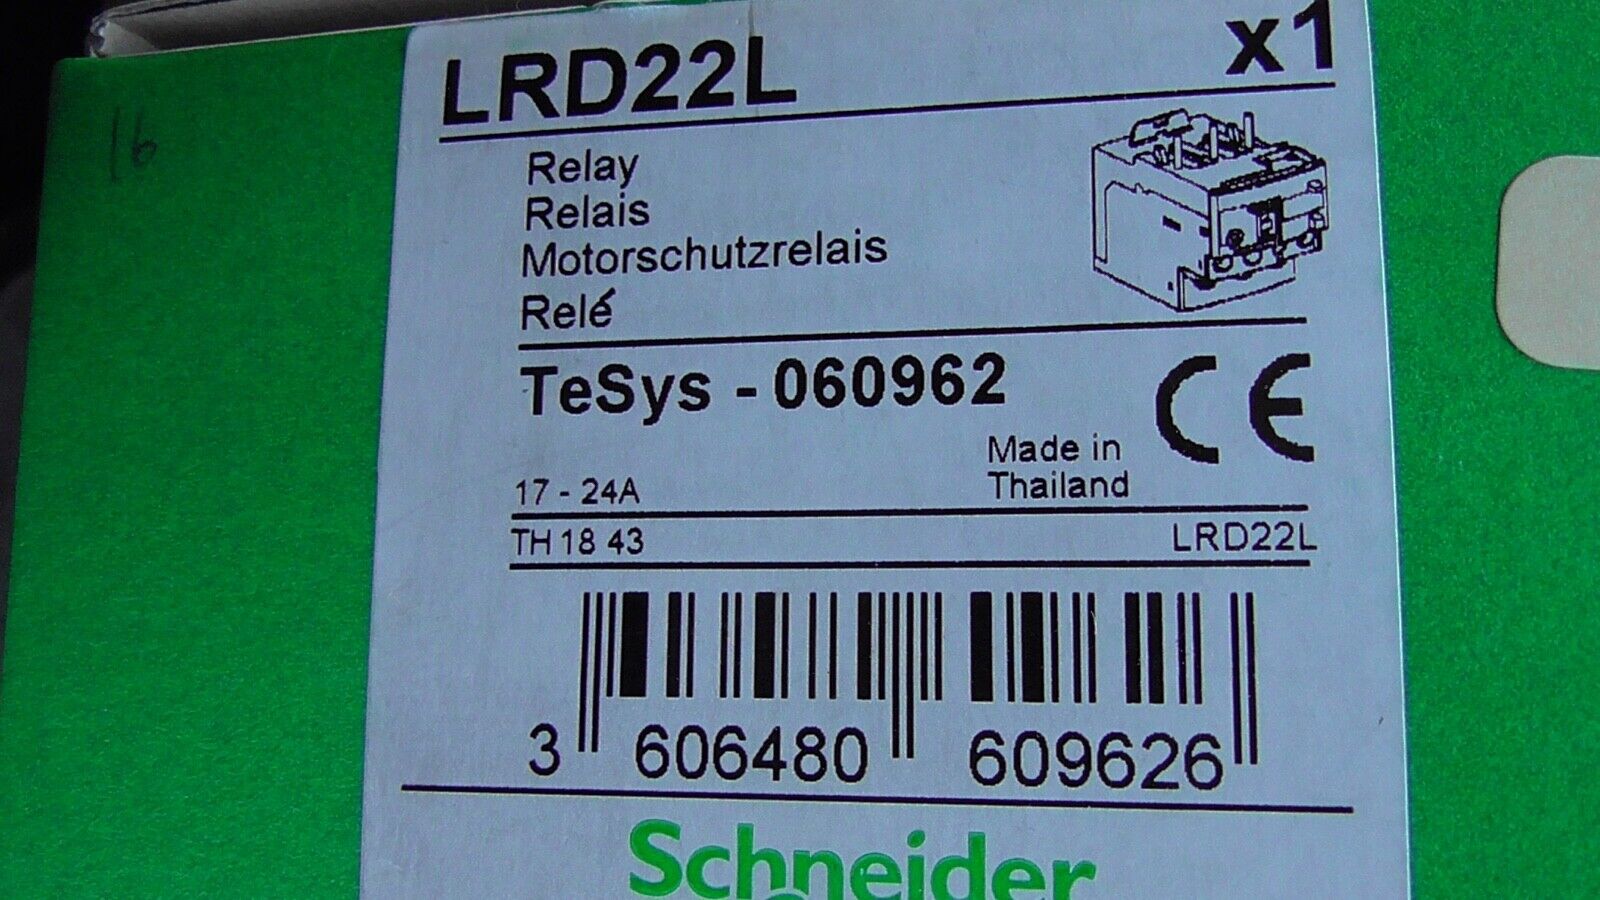 LRD22L x1
16
Relay
Relais
Motorschutzrelais
Relé
TeSys - 060962 CE
Made in
Thailand
17 - 24A
TH 18 43 LRD22L
3 606480 609626
Schneider